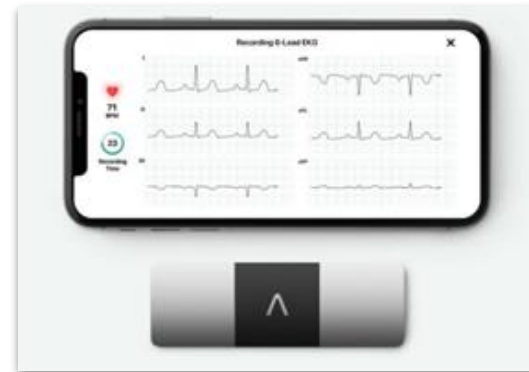 Recording 6-Lead EKG
I
aVR
71
BPM
II
aVL
23
Recording
Time
III
aVF